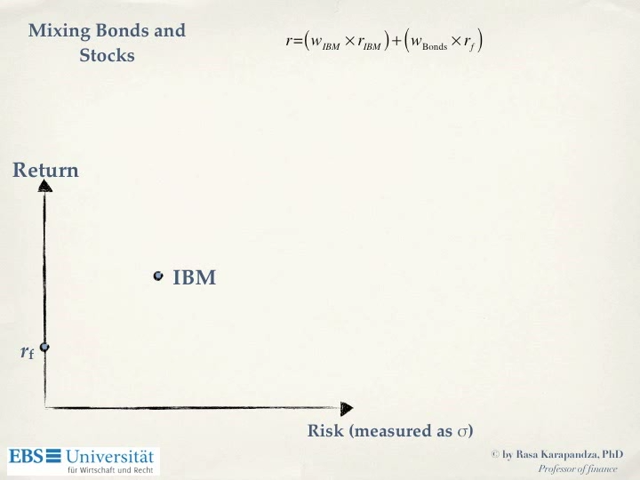 Mixing Bonds and
Stocks
r=(w_IBM × r_IBM)+(w_Bonds × r_f)
Return
IBM
r_f
Risk (measured as σ)
EBS Universität
für Wirtschaft und Recht
© by Rasa Karapandza, PhD
Professor of finance